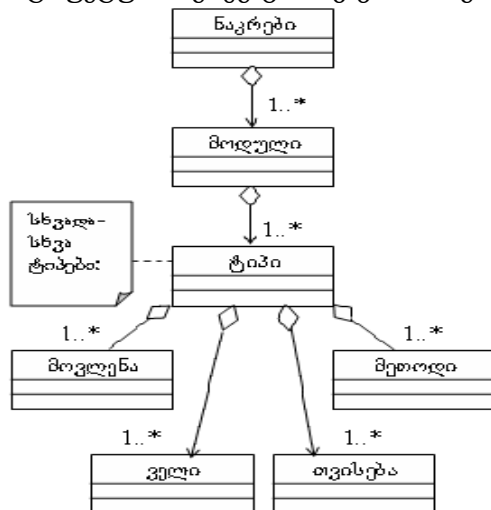 ნაკრები
1..*
მოდული
1..*
სხვადა-
სხვა
ტიპები:
ტიპი
1..*
1..*
მოვლენა
მეთოდი
1..*
1..*
ველი
თვისება